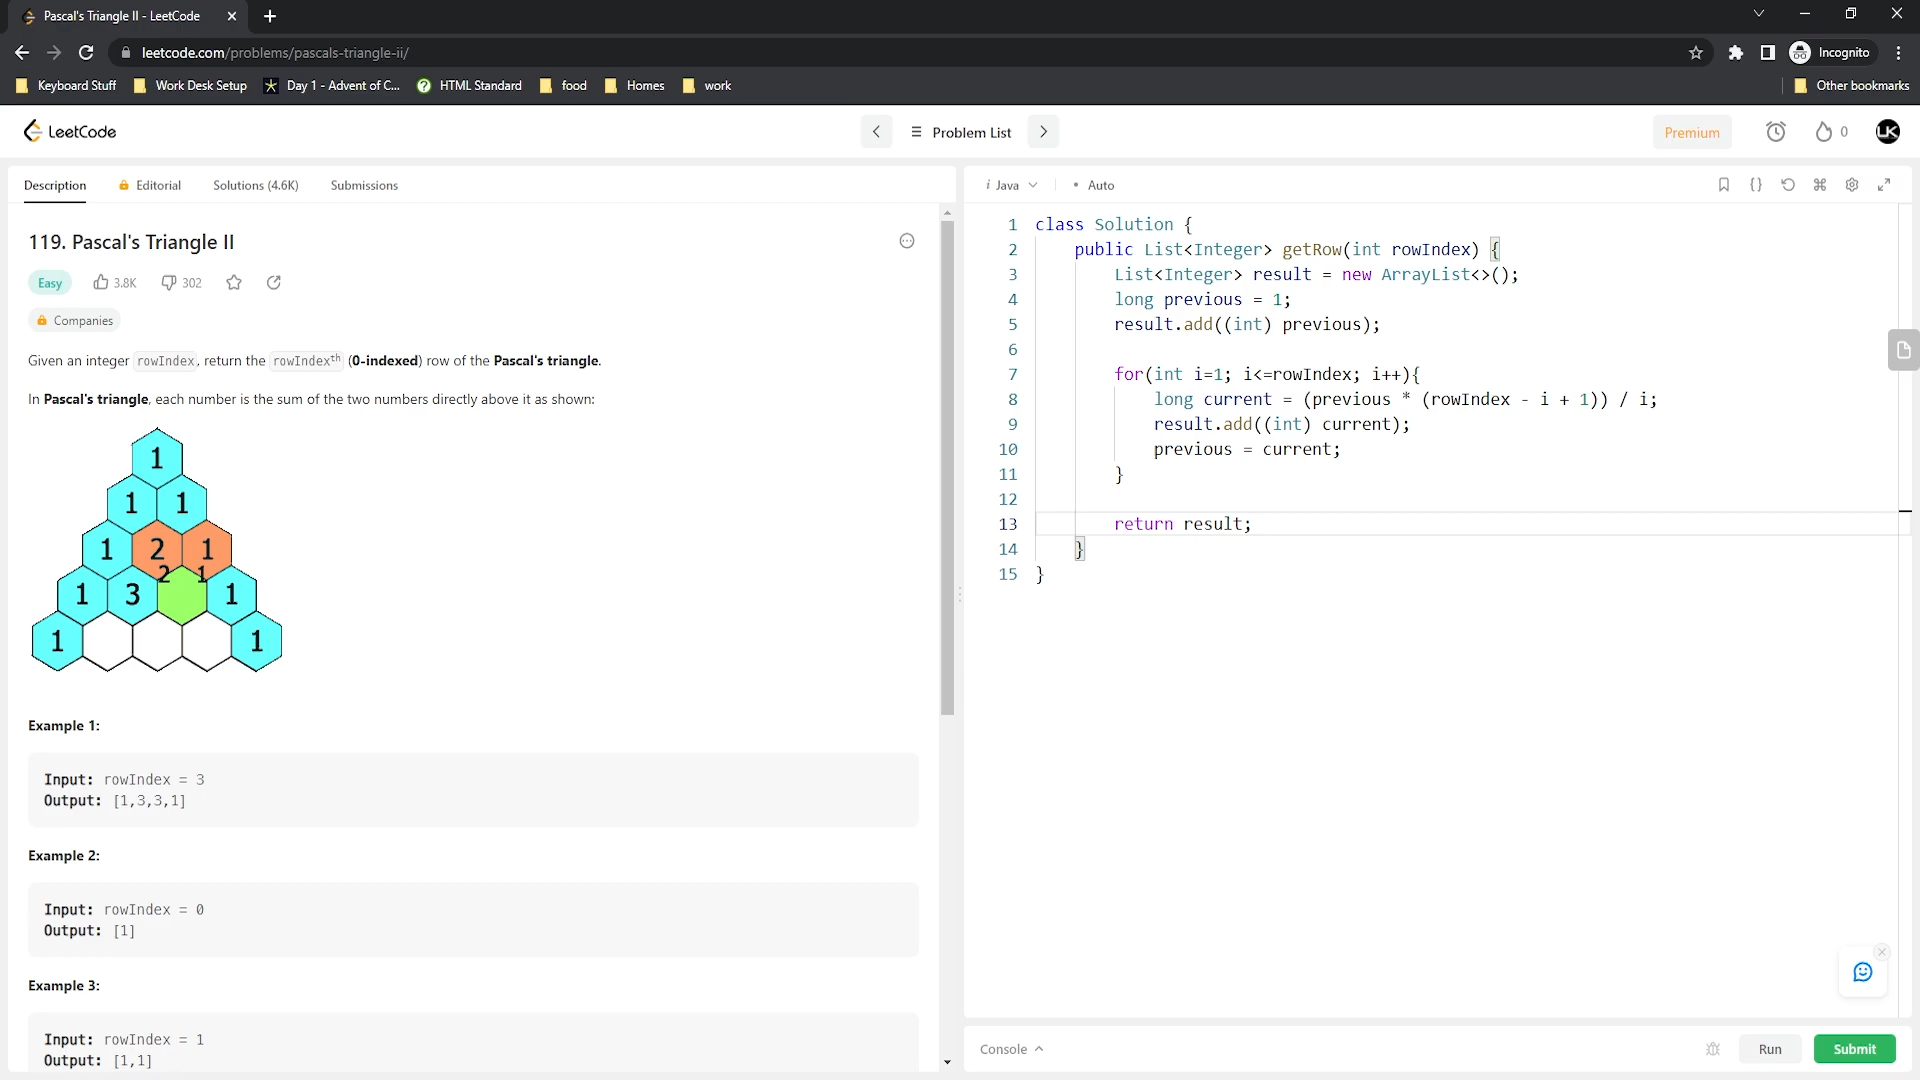 Pascal's Triangle II - LeetCode
leetcode.com/problems/pascals-triangle-ii/
Incognito
Keyboard Stuff
Work Desk Setup
Day 1 - Advent of C...
HTML Standard
food
Homes
work
Other bookmarks
LeetCode
Problem List
Premium
0
LK
Description
Editorial
Solutions (4.6K)
Submissions
119. Pascal's Triangle II
Easy
3.8K
302
Companies
Given an integer rowIndex, return the rowIndexth (0-indexed) row of the Pascal's triangle.
In Pascal's triangle, each number is the sum of the two numbers directly above it as shown:
1
1 1
1 2 1
2 1
1 3 1
1 1
Example 1:
Input: rowIndex = 3
Output: [1,3,3,1]
Example 2:
Input: rowIndex = 0
Output: [1]
Example 3:
Input: rowIndex = 1
Output: [1,1]
i Java
• Auto
1 class Solution {
2 public List<Integer> getRow(int rowIndex) {
3 List<Integer> result = new ArrayList<>();
4 long previous = 1;
5 result.add((int) previous);
6
7 for(int i=1; i<=rowIndex; i++){
8 long current = (previous * (rowIndex - i + 1)) / i;
9 result.add((int) current);
10 previous = current;
11 }
12
13 return result;
14 }
15 }
Console
Run
Submit